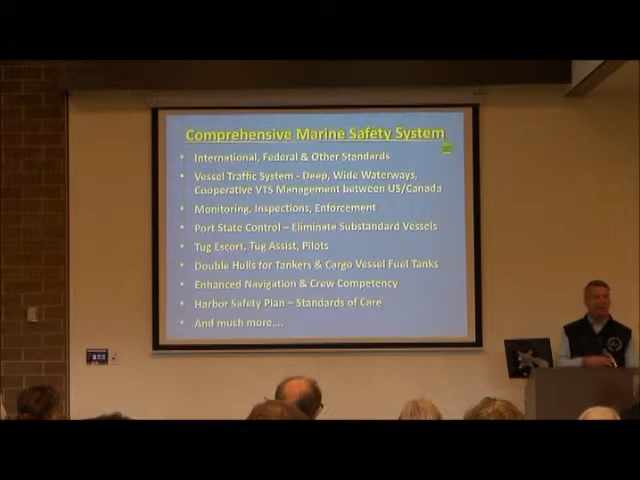 Comprehensive Marine Safety System
• International, Federal & Other Standards
• Vessel Traffic System - Deep, Wide Waterways,
Cooperative VTS Management between US/Canada
• Monitoring, Inspections, Enforcement
• Port State Control – Eliminate Substandard Vessels
• Tug Escort, Tug Assist, Pilots
• Double Hulls for Tankers & Cargo Vessel Fuel Tanks
• Enhanced Navigation & Crew Competency
• Harbor Safety Plan – Standards of Care
• And much more....